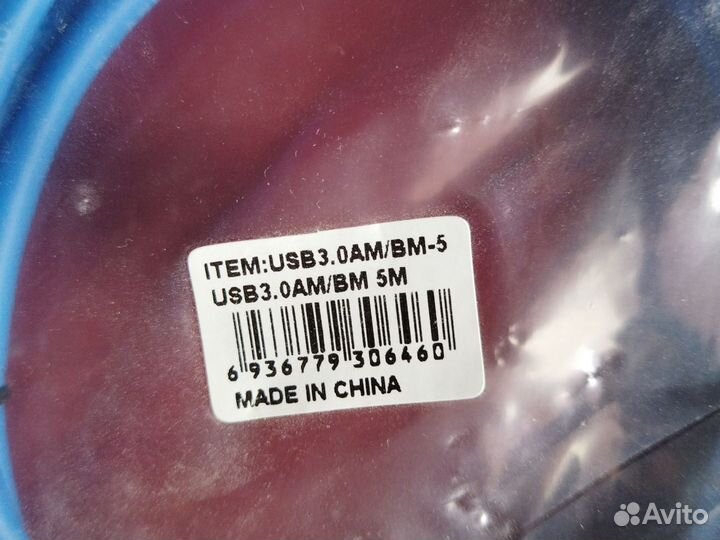 ITEM:USB3.0AM/BM-5
USB3.0AM/BM 5M
6 936779 306460
MADE IN CHINA
Avito